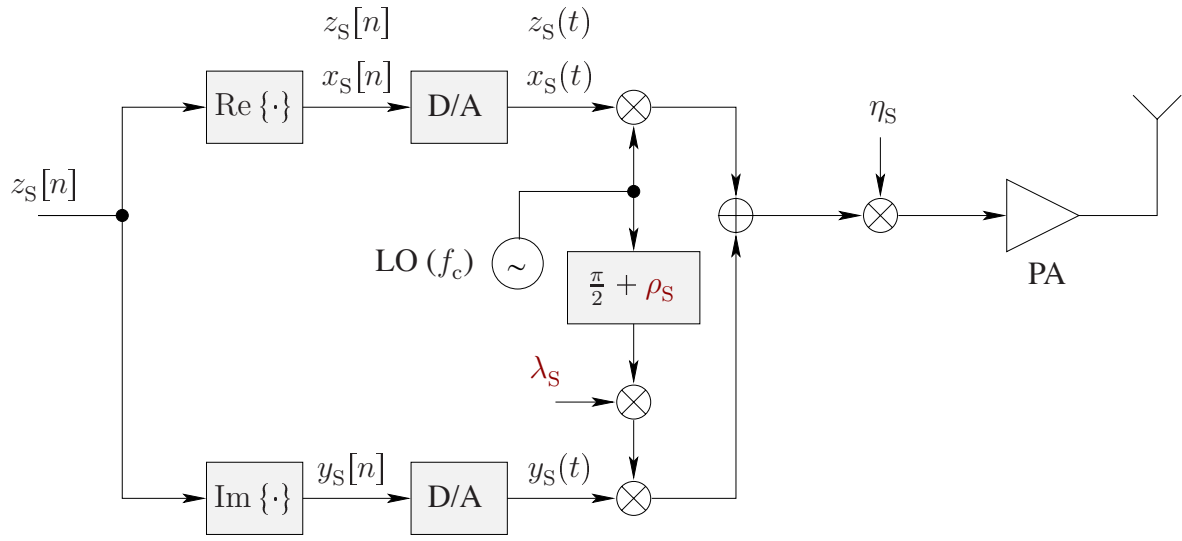 z_S[n] z_S(t)
x_S[n] x_S(t)
Re {·} D/A
η_S
z_S[n]
LO (f_c) ~
π/2 + ρ_S
PA
λ_S
y_S[n] y_S(t)
Im {·} D/A